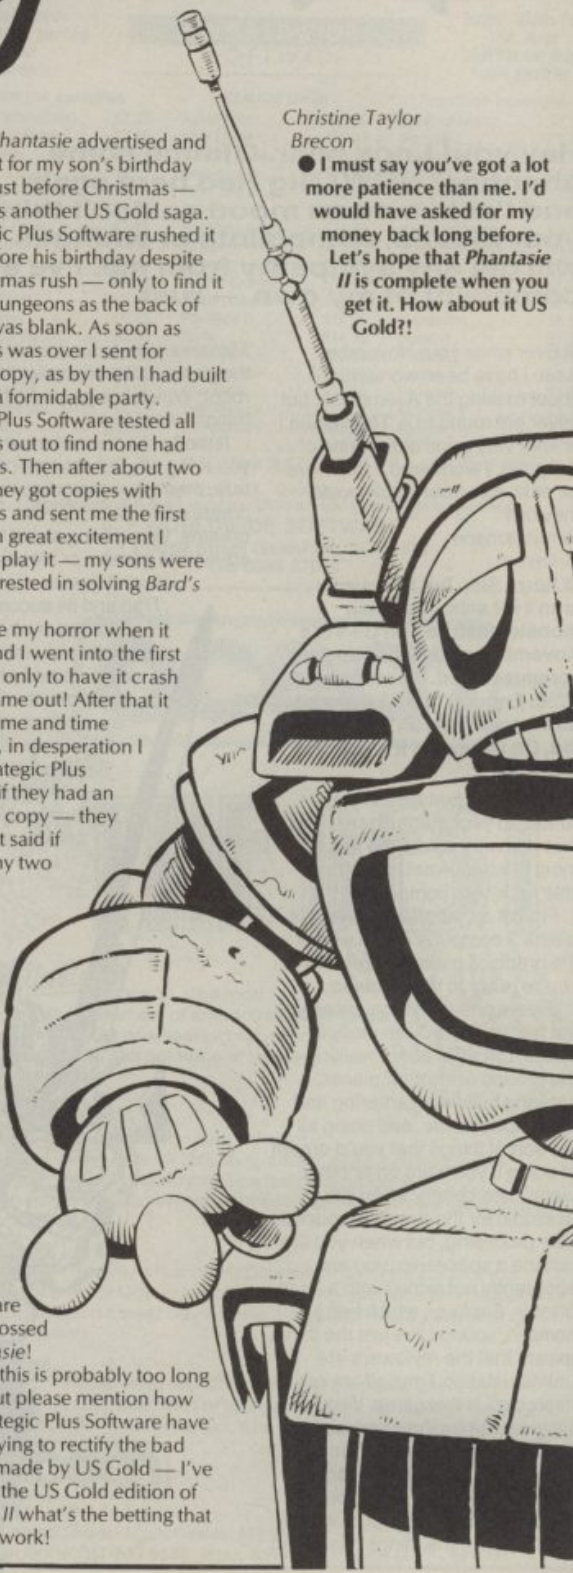 hantasie advertised and
t for my son's birthday
ust before Christmas —
s another US Gold saga.
ic Plus Software rushed it
ore his birthday despite
tmas rush — only to find it
ungeons as the back of
was blank. As soon as
s was over I sent for
opy, as by then I had built
a formidable party.
Plus Software tested all
s out to find none had
s. Then after about two
hey got copies with
s and sent me the first
n great excitement I
play it — my sons were
rested in solving Bard's
e my horror when it
nd I went into the first
only to have it crash
me out! After that it
me and time
, in desperation I
ategic Plus
if they had an
copy — they
t said if
ny two
are
ossed
sie!
this is probably too long
ut please mention how
tegic Plus Software have
ying to rectify the bad
made by US Gold — I've
the US Gold edition of
II what's the betting that
work!
Christine Taylor
Brecon
● I must say you've got a lot
more patience than me. I'd
would have asked for my
money back long before.
Let's hope that Phantasie
II is complete when you
get it. How about it US
Gold?!